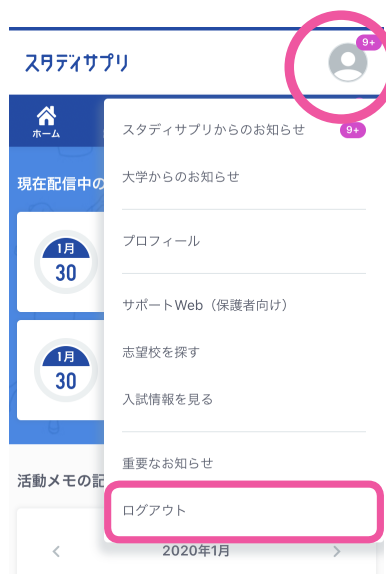 スタディサプリ
9+
ホーム
スタディサプリからのお知らせ
9+
大学からのお知らせ
現在配信中の
プロフィール
1月
30
サポートWeb（保護者向け）
志望校を探す
1月
30
入試情報を見る
重要なお知らせ
活動メモの記
ログアウト
2020年1月